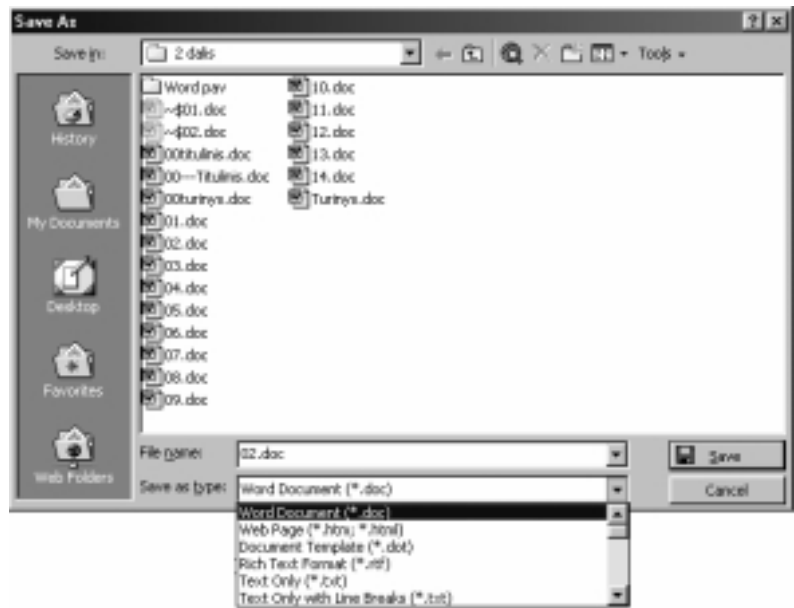 Save As
Save in: 2 dalis Tools
History
My Documents
Desktop
Favorites
Web Folders
Word pav
~$01.doc
~$02.doc
00titulinis.doc
00---Titulinis.doc
00turinys.doc
01.doc
02.doc
03.doc
04.doc
05.doc
06.doc
07.doc
08.doc
09.doc
10.doc
11.doc
12.doc
13.doc
14.doc
Turinys.doc
File name: 02.doc Save
Save as type: Word Document (*.doc) Cancel
Word Document (*.doc)
Web Page (*.htm; *.html)
Document Template (*.dot)
Rich Text Format (*.rtf)
Text Only (*.txt)
Text Only with Line Breaks (*.txt)